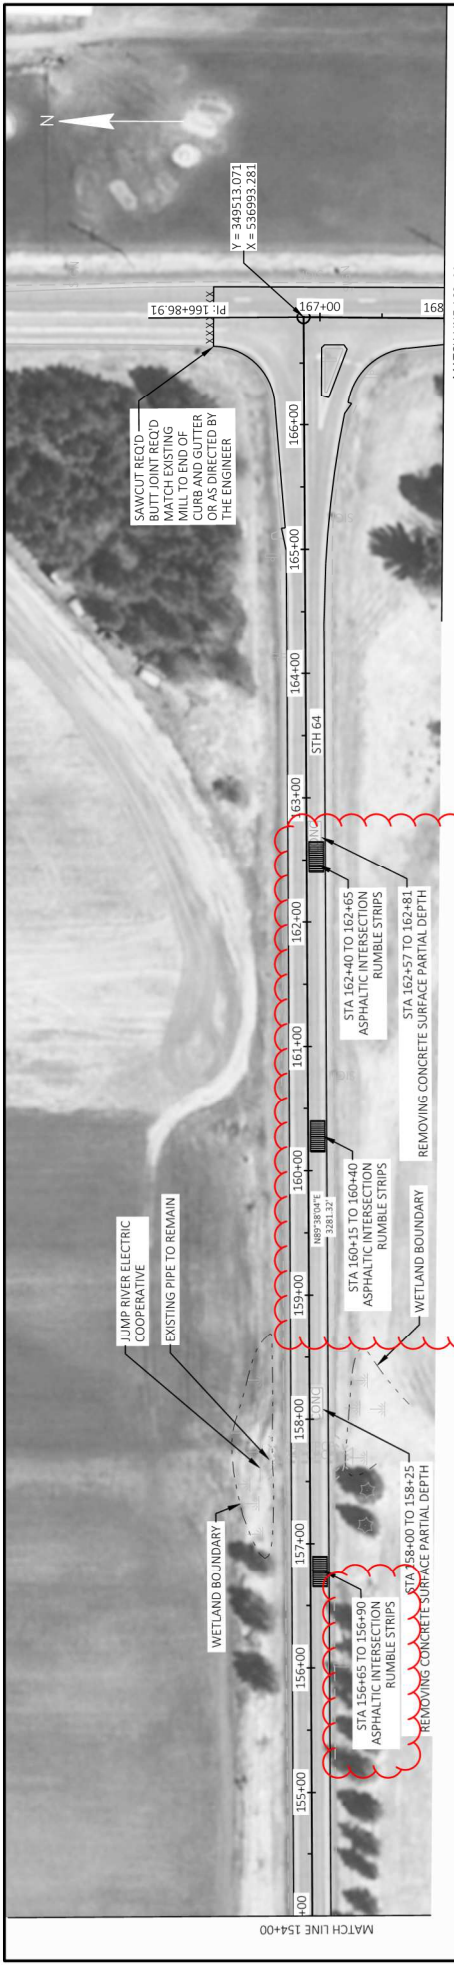 MATCH LINE 154+00
+00
155+00
156+00
157+00
158+00
159+00
160+00
161+00
162+00
163+00
164+00
165+00
166+00
167+00
168
N
SAWCUT REQ'D
BUTT JOINT REQ'D
MATCH EXISTING
MILL TO END OF
CURB AND GUTTER
OR AS DIRECTED BY
THE ENGINEER
PI: 166+86.91
Y = 349513.071
X = 536993.281
JUMP RIVER ELECTRIC
COOPERATIVE
EXISTING PIPE TO REMAIN
WETLAND BOUNDARY
STH 64
N89°38'04"E
3281.32'
STA 156+65 TO 156+90
ASPHALTIC INTERSECTION
RUMBLE STRIPS
STA 158+00 TO 158+25
REMOVING CONCRETE SURFACE PARTIAL DEPTH
WETLAND BOUNDARY
STA 160+15 TO 160+40
ASPHALTIC INTERSECTION
RUMBLE STRIPS
STA 162+40 TO 162+65
ASPHALTIC INTERSECTION
RUMBLE STRIPS
STA 162+57 TO 162+81
REMOVING CONCRETE SURFACE PARTIAL DEPTH